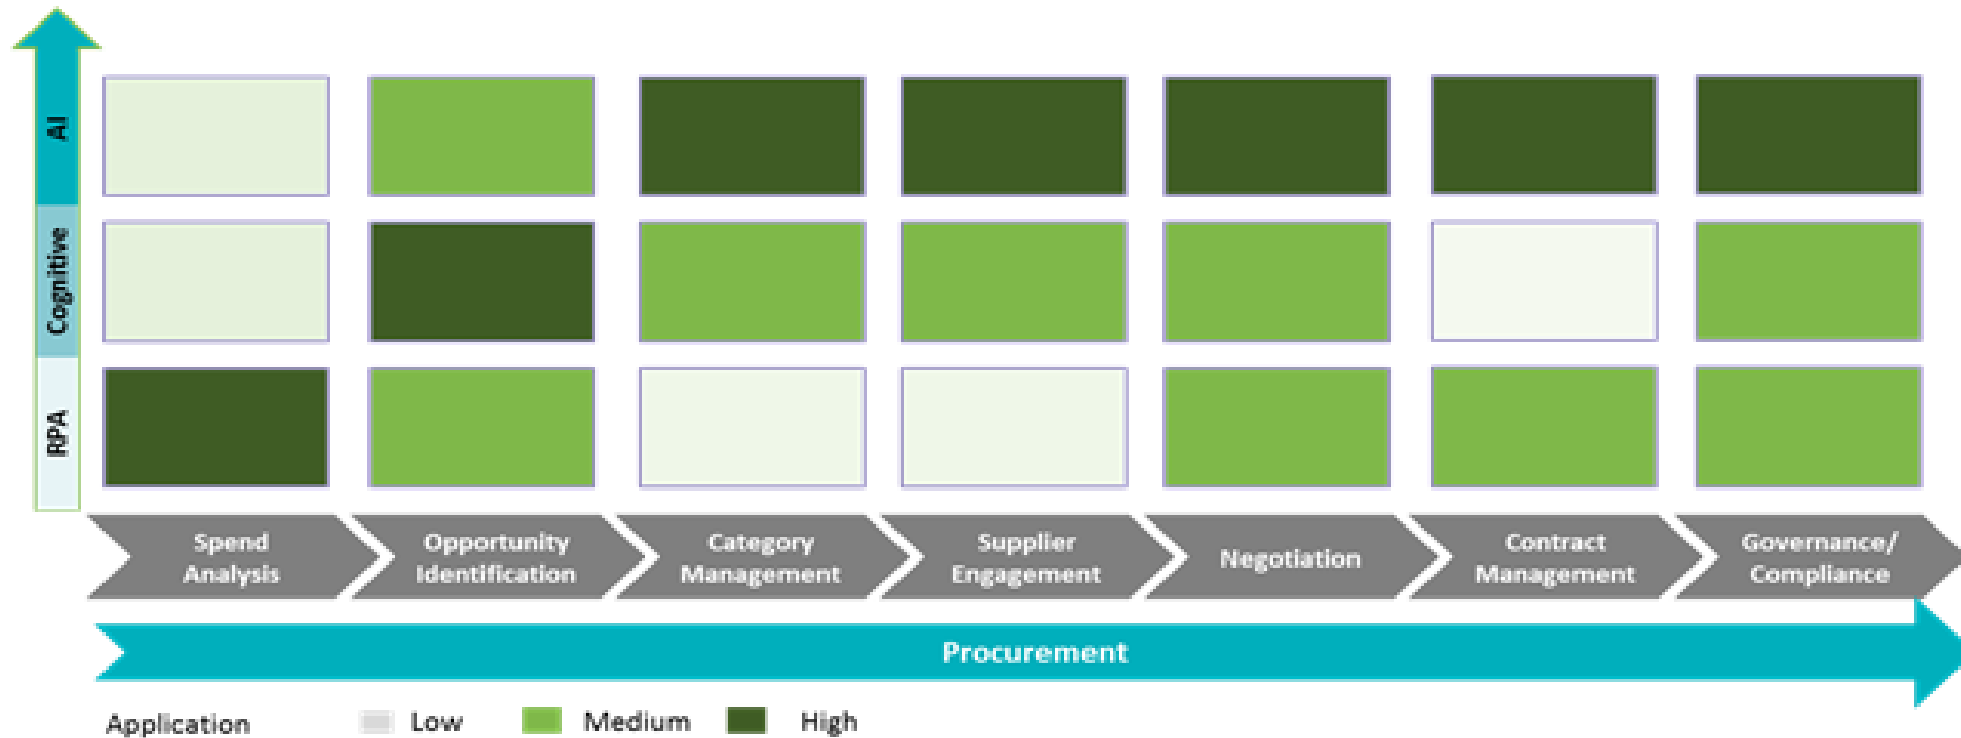 AI
Cognitive
RPA
Spend
Analysis
Opportunity
Identification
Category
Management
Supplier
Engagement
Negotiation
Contract
Management
Governance/
Compliance
Procurement
Application Low Medium High